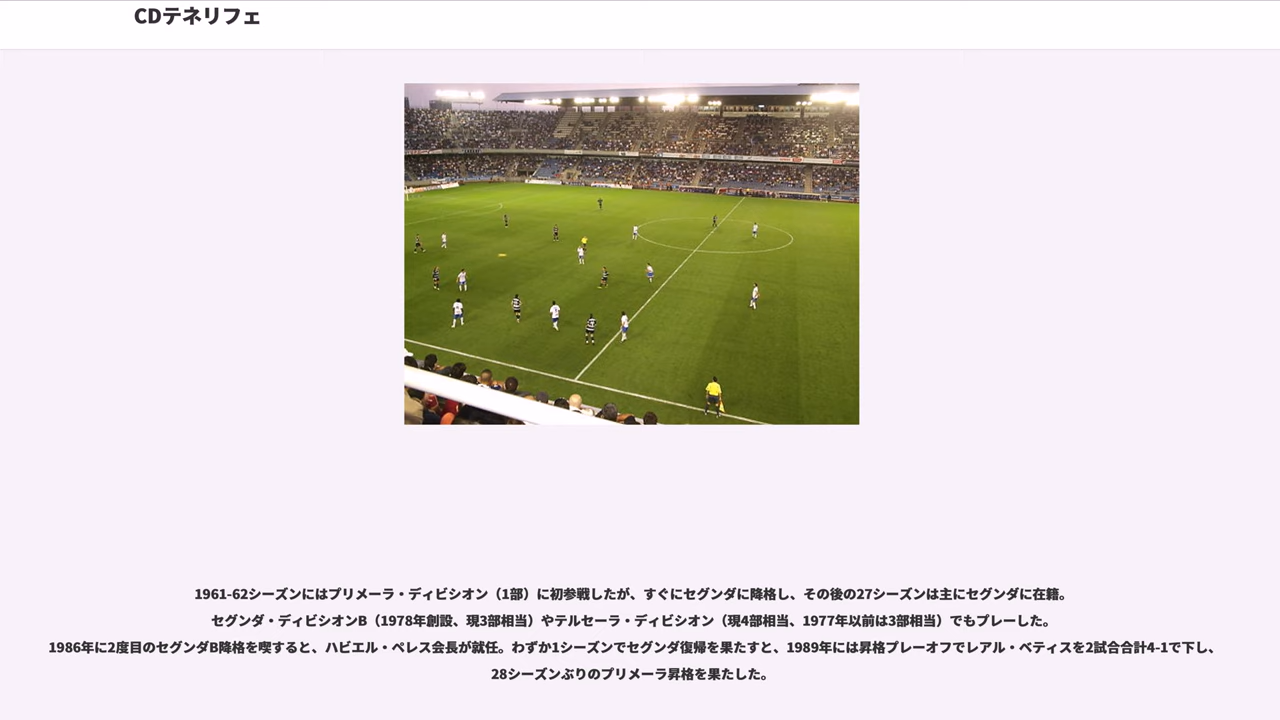 CDテネリフェ
1961-62シーズンにはプリメーラ・ディビシオン（1部）に初参戦したが、すぐにセグンダに降格し、その後の27シーズンは主にセグンダに在籍。
セグンダ・ディビシオンB（1978年創設、現3部相当）やテルセーラ・ディビシオン（現4部相当、1977年以前は3部相当）でもプレーした。
1986年に2度目のセグンダB降格を喫すると、ハビエル・ペレス会長が就任。わずか1シーズンでセグンダ復帰を果たすと、1989年には昇格プレーオフでレアル・ベティスを2試合合計4-1で下し、
28シーズンぶりのプリメーラ昇格を果たした。